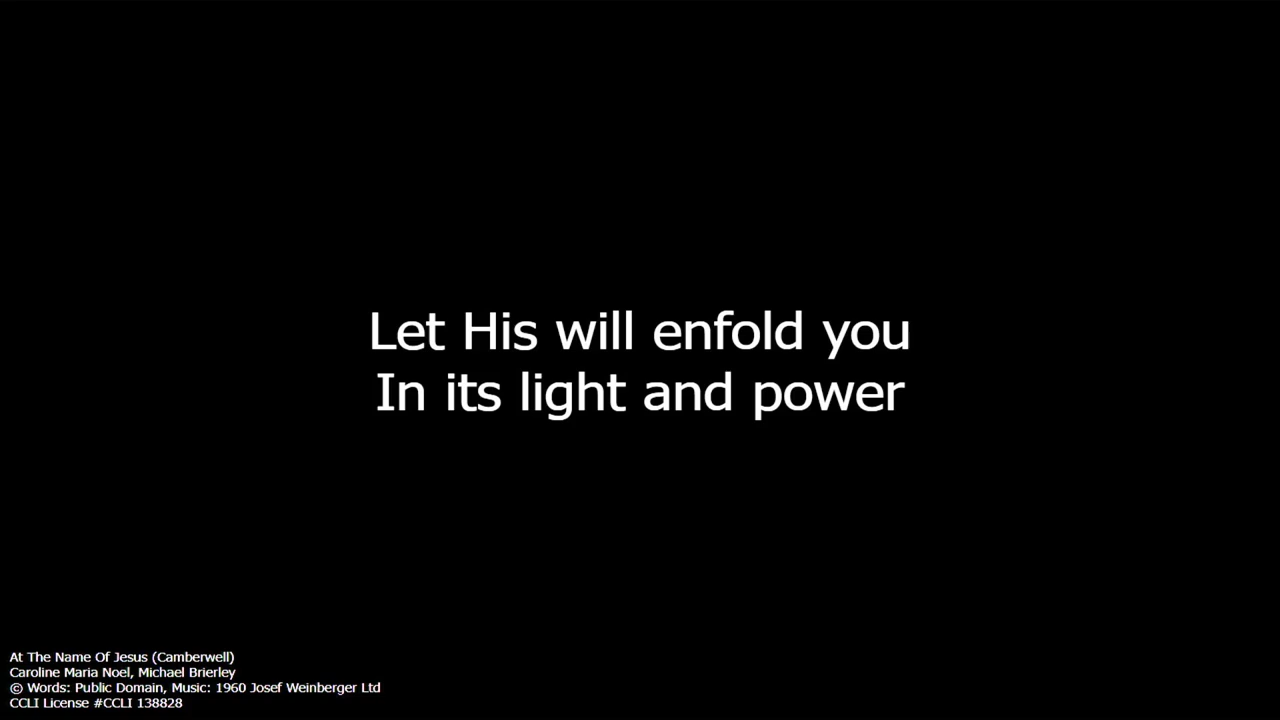 Let His will enfold you
In its light and power
At The Name Of Jesus (Camberwell)
Caroline Maria Noel, Michael Brierley
© Words: Public Domain, Music: 1960 Josef Weinberger Ltd
CCLI License #CCLI 138828